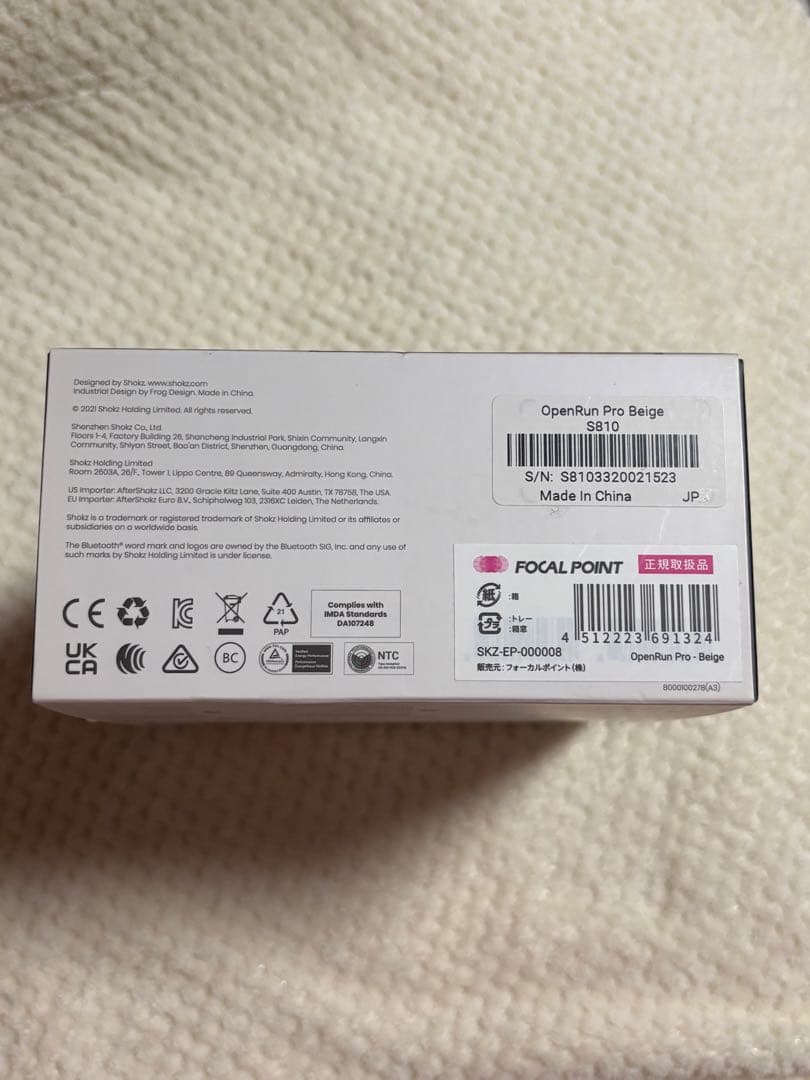 Designed by Shokz. www.shokz.com
Industrial Design by Frog Design. Made in China.
© 2021 Shokz Holding Limited. All rights reserved.
Shenzhen Shokz Co., Ltd.
Floors 1-4, Factory Building 26, Shancheng Industrial Park, Shixin Community, Langxin
Community, Shiyan Street, Bao'an District, Shenzhen, Guangdong, China.
Shokz Holding Limited
Room 2603A, 26/F., Tower 1, Lippo Centre, 89 Queensway, Admiralty, Hong Kong, China.
US Importer: AfterShokz LLC, 3200 Gracie Kiltz Lane, Suite 400 Austin, TX 78758, The USA.
EU Importer: AfterShokz Euro B.V., Schipholweg 103, 2316XC Leiden, The Netherlands.
Shokz is a trademark or registered trademark of Shokz Holding Limited or its affiliates or
subsidiaries on a worldwide basis.
The Bluetooth® word mark and logos are owned by the Bluetooth SIG, Inc. and any use of
such marks by Shokz Holding Limited is under license.
CE
21
PAP
Complies with
IMDA Standards
DA107248
UK
CA
BC
Verified
Energy Performance
NTC
OpenRun Pro Beige
S810
S/N: S8103320021523
Made In China JP
FOCAL POINT 正規取扱品
紙 :箱
プラ :トレー
:箱窓
4 512223 691324
SKZ-EP-000008 OpenRun Pro - Beige
販売元:フォーカルポイント(株)
8000100278(A3)